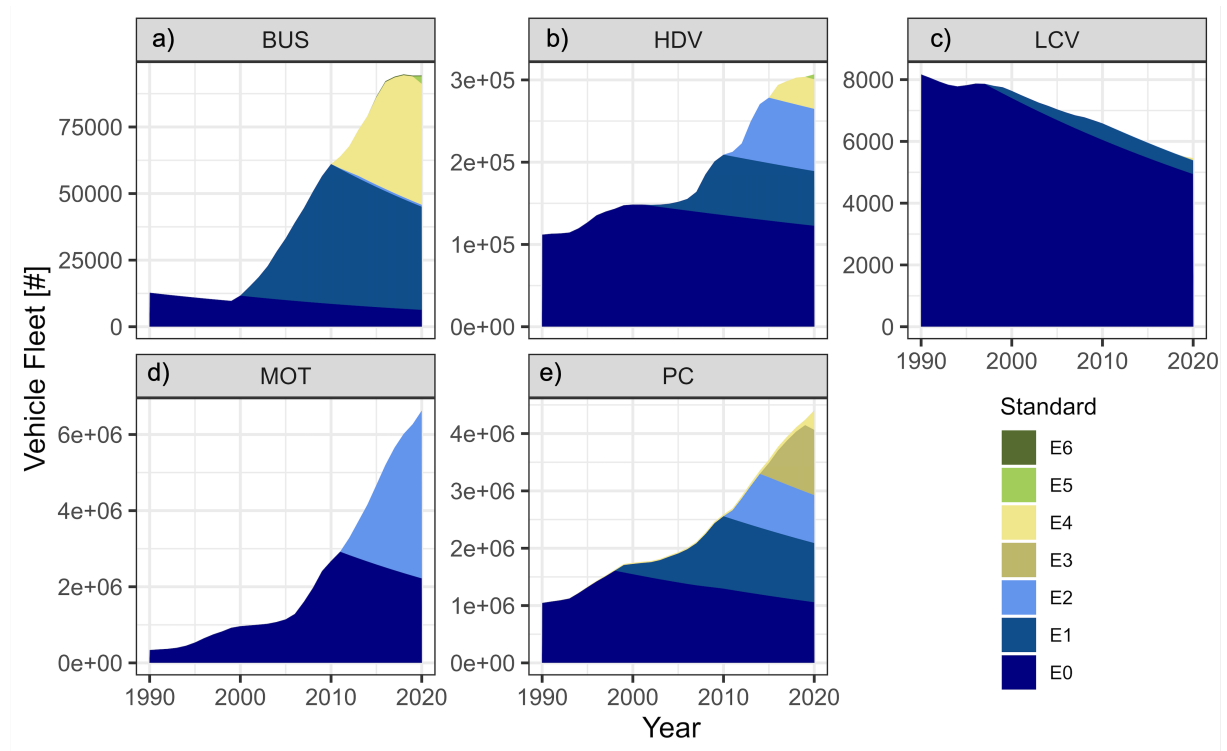 a) BUS
b) HDV
c) LCV
75000
50000
25000
0
3e+05
2e+05
1e+05
0e+00
8000
6000
4000
2000
0
1990 2000 2010 2020
Vehicle Fleet [#]
d) MOT
e) PC
6e+06
4e+06
2e+06
0e+00
4e+06
3e+06
2e+06
1e+06
0e+00
1990 2000 2010 2020
1990 2000 2010 2020
Year
Standard
E6
E5
E4
E3
E2
E1
E0